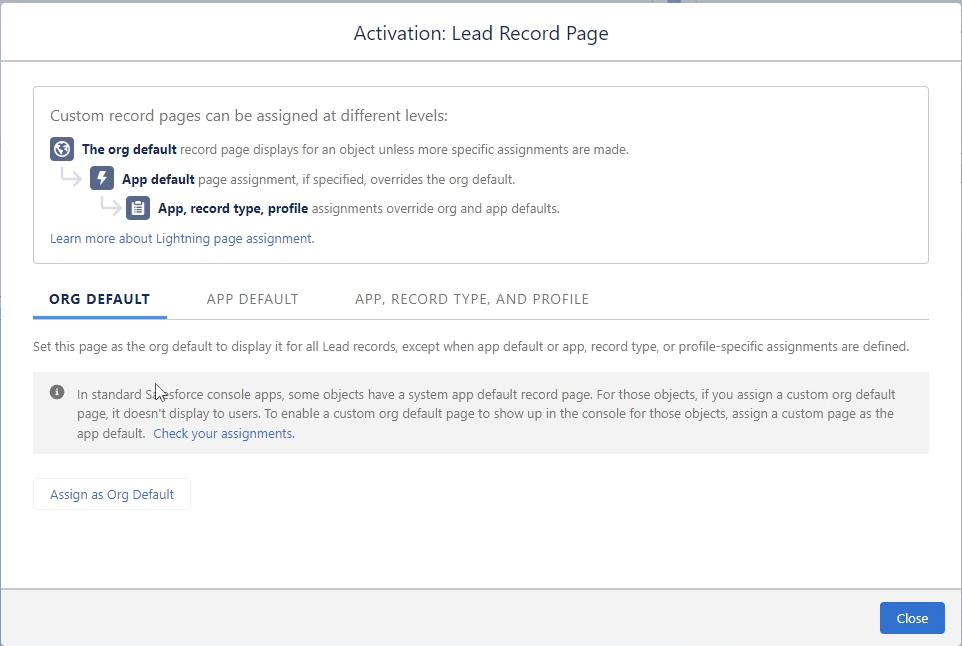 Activation: Lead Record Page
Custom record pages can be assigned at different levels:
The org default record page displays for an object unless more specific assignments are made.
App default page assignment, if specified, overrides the org default.
App, record type, profile assignments override org and app defaults.
Learn more about Lightning page assignment.
ORG DEFAULT APP DEFAULT APP, RECORD TYPE, AND PROFILE
Set this page as the org default to display it for all Lead records, except when app default or app, record type, or profile-specific assignments are defined.
In standard Salesforce console apps, some objects have a system app default record page. For those objects, if you assign a custom org default
page, it doesn't display to users. To enable a custom org default page to show up in the console for those objects, assign a custom page as the
app default. Check your assignments.
Assign as Org Default
Close